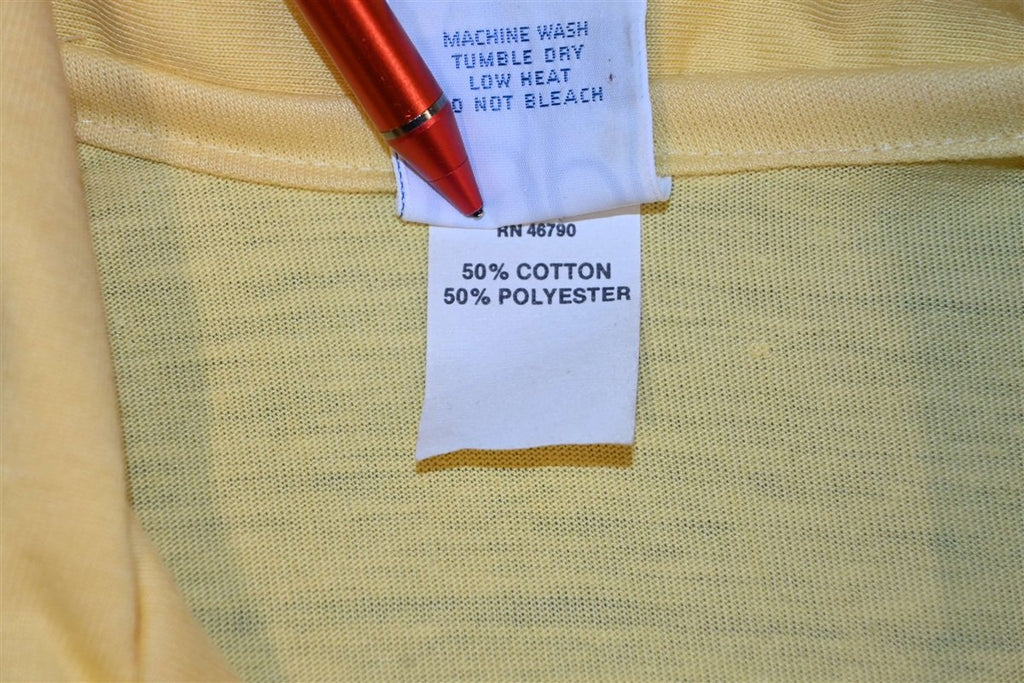 MACHINE WASH
TUMBLE DRY
LOW HEAT
NOT BLEACH
RN 46790
50% COTTON
50% POLYESTER